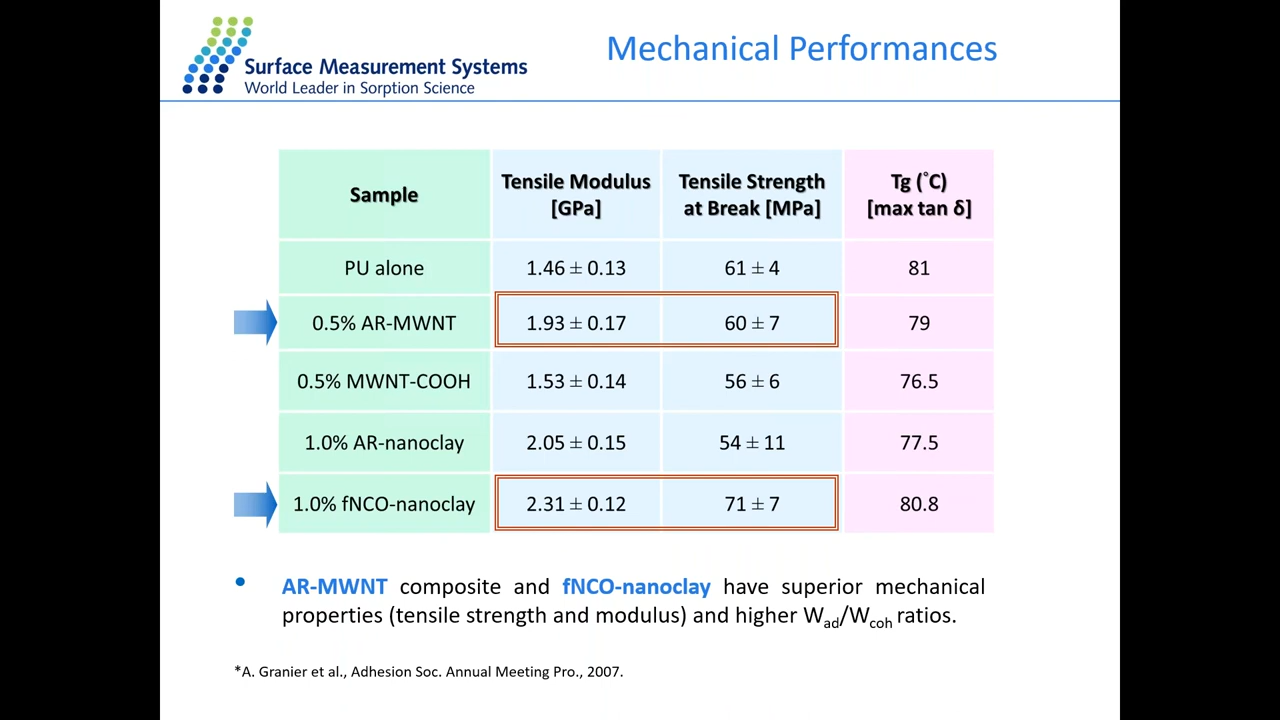 Surface Measurement Systems
World Leader in Sorption Science
Mechanical Performances
Sample
Tensile Modulus
[GPa]
Tensile Strength
at Break [MPa]
Tg (˚C)
[max tan δ]
PU alone
1.46 ± 0.13
61 ± 4
81
0.5% AR-MWNT
1.93 ± 0.17
60 ± 7
79
0.5% MWNT-COOH
1.53 ± 0.14
56 ± 6
76.5
1.0% AR-nanoclay
2.05 ± 0.15
54 ± 11
77.5
1.0% fNCO-nanoclay
2.31 ± 0.12
71 ± 7
80.8
• AR-MWNT composite and fNCO-nanoclay have superior mechanical
properties (tensile strength and modulus) and higher Wad/Wcoh ratios.
*A. Granier et al., Adhesion Soc. Annual Meeting Pro., 2007.